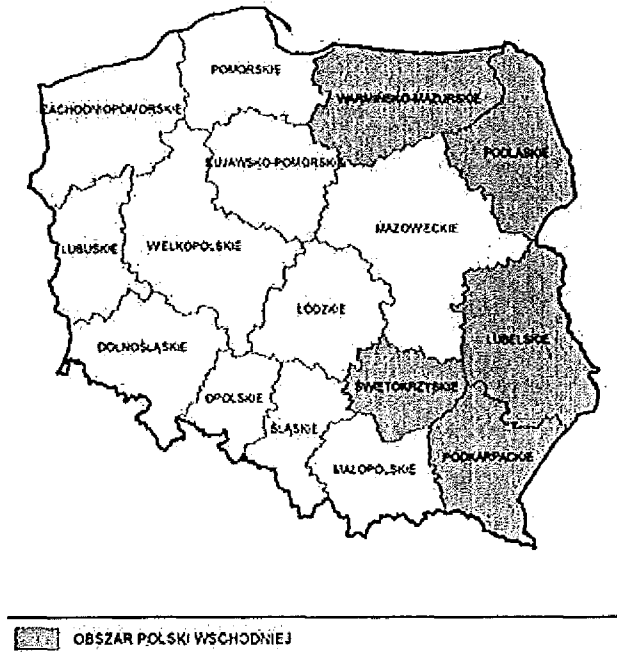 POMORSKIE
ZACHODNIOPOMORSKIE
WARMIŃSKO-MAZURSKIE
PODLASKIE
KUJAWSKO-POMORSKIE
MAZOWIECKIE
LUBUSKIE
WIELKOPOLSKIE
ŁÓDZKIE
LUBELSKIE
DOLNOŚLĄSKIE
OPOLSKIE
ŚWIĘTOKRZYSKIE
ŚLĄSKIE
PODKARPACKIE
MAŁOPOLSKIE
OBSZAR POLSKI WSCHODNIEJ